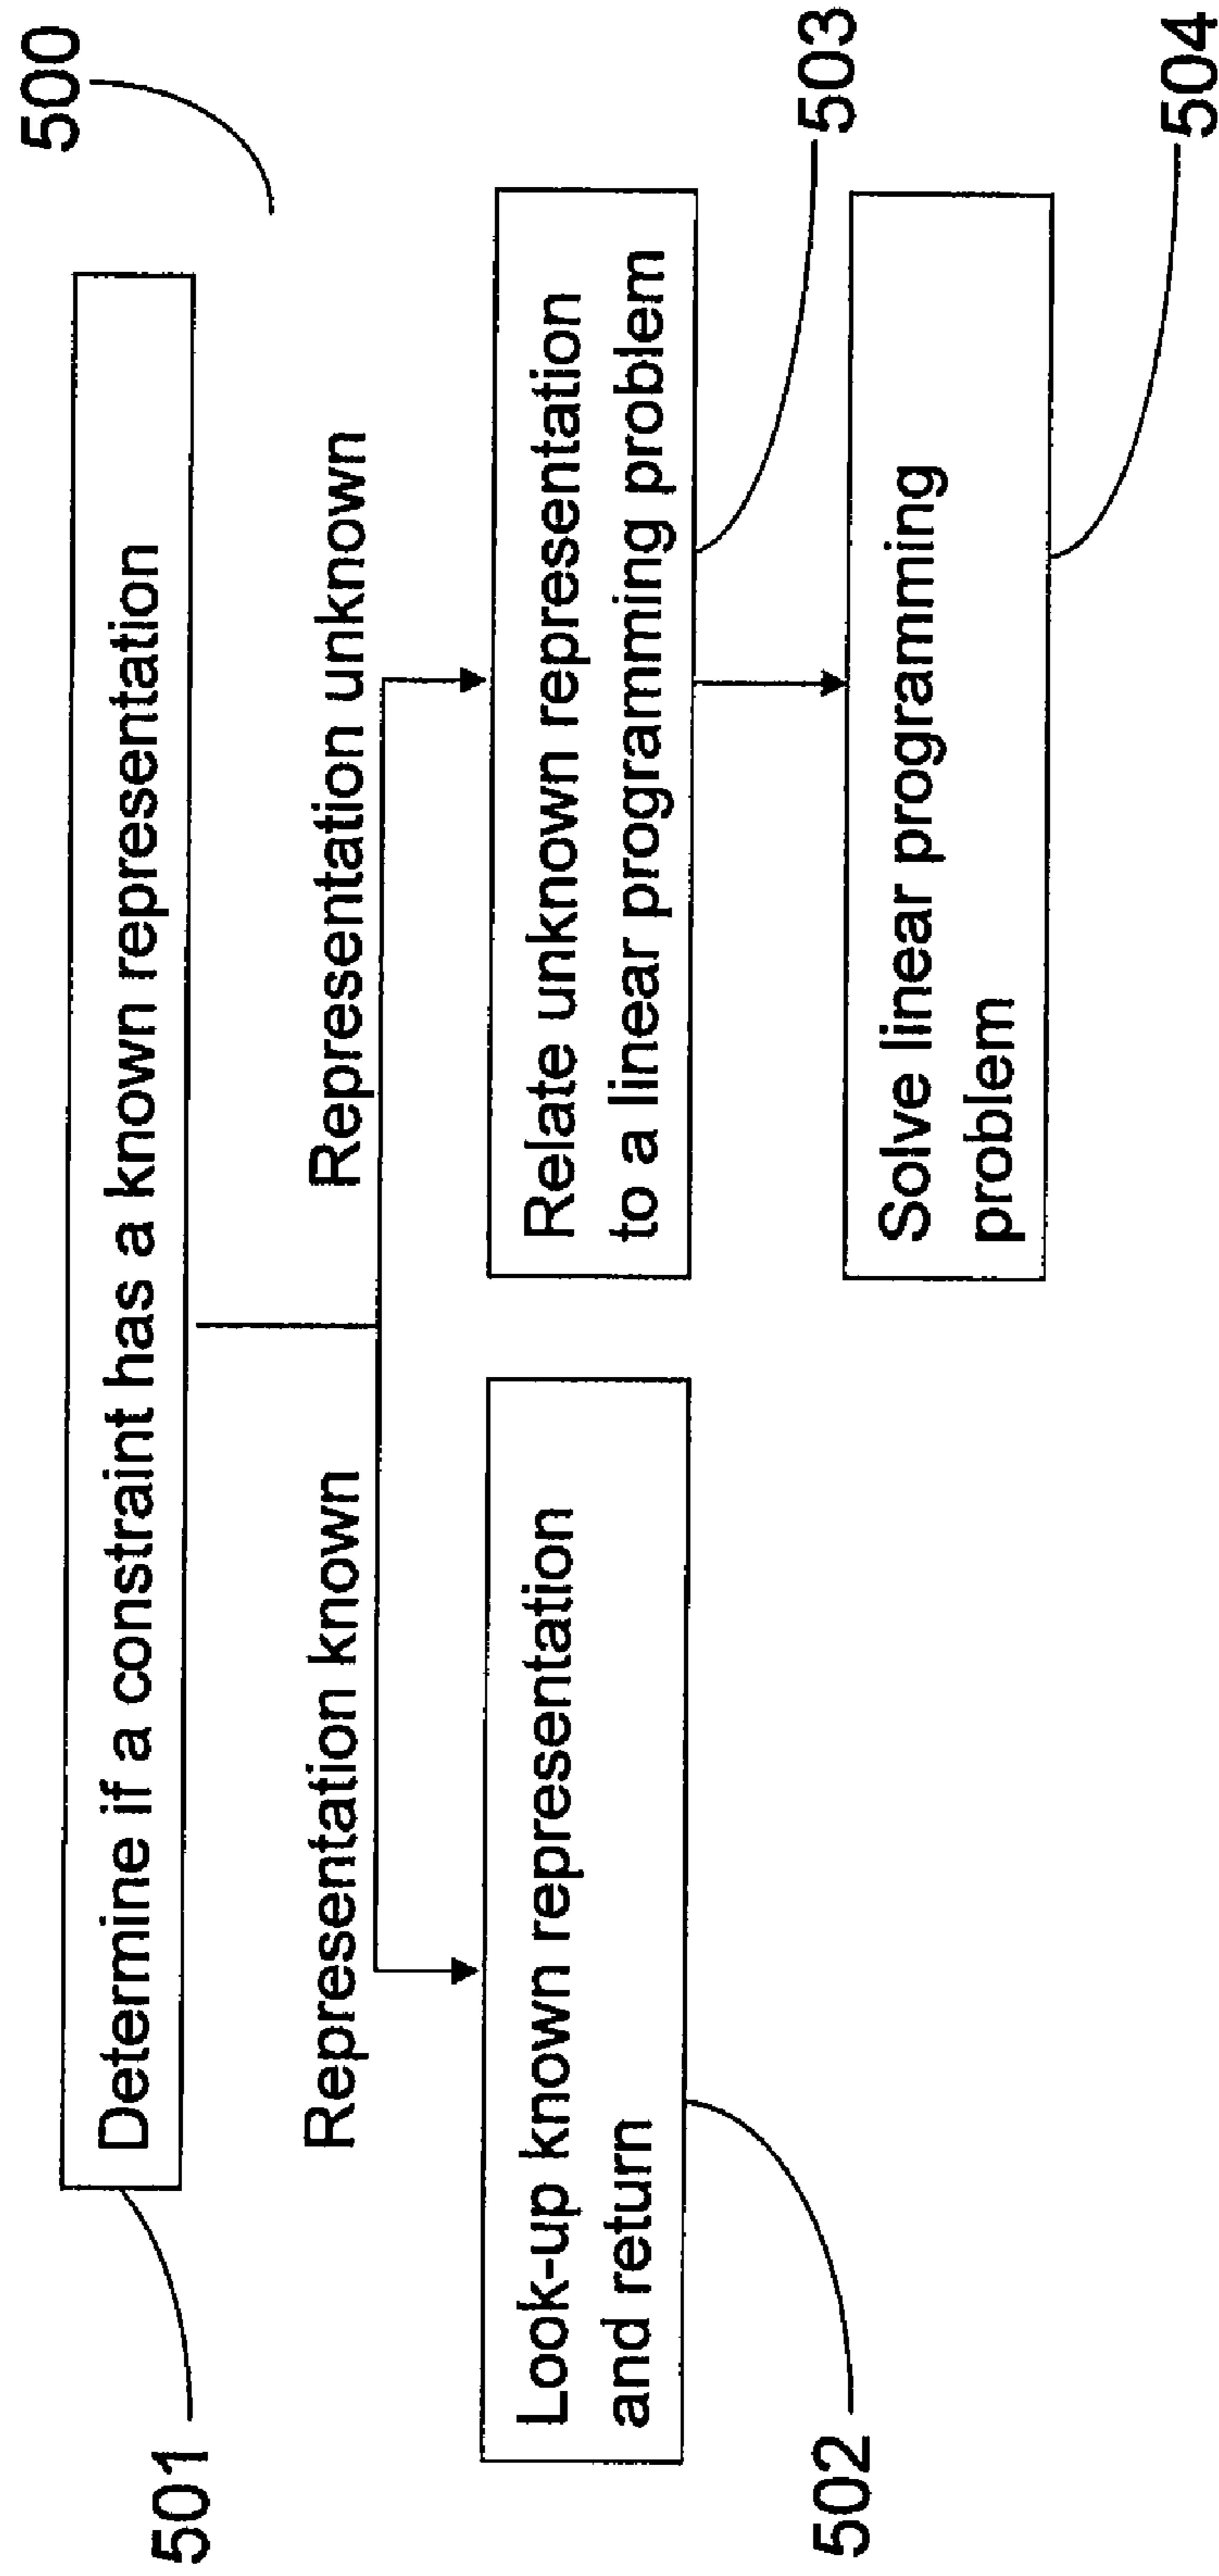 500
Determine if a constraint has a known representation
501
Representation known
Representation unknown
Look-up known representation
and return
502
Relate unknown representation
to a linear programming problem
503
Solve linear programming
problem
504